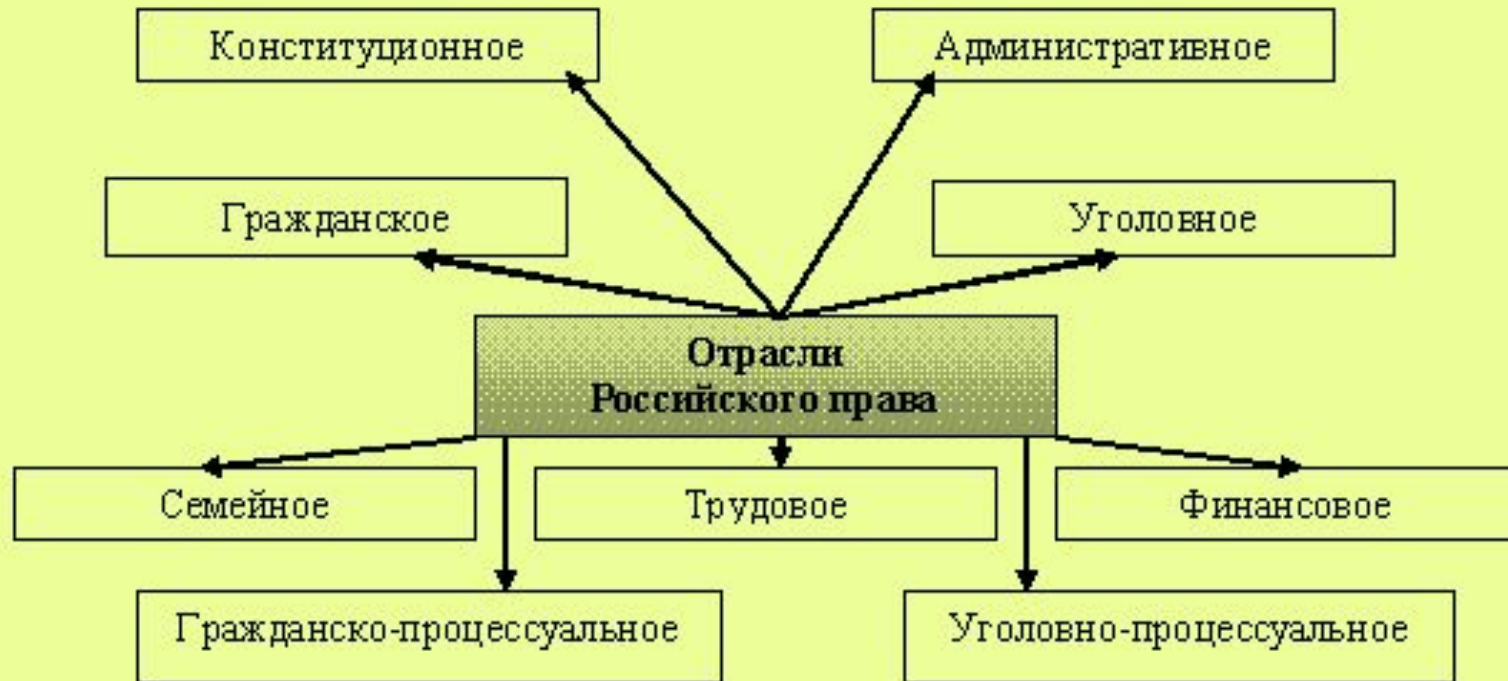 Конституционное
Административное
Гражданское
Уголовное
Отрасли
Российского права
Семейное
Трудовое
Финансовое
Гражданско-процессуальное
Уголовно-процессуальное